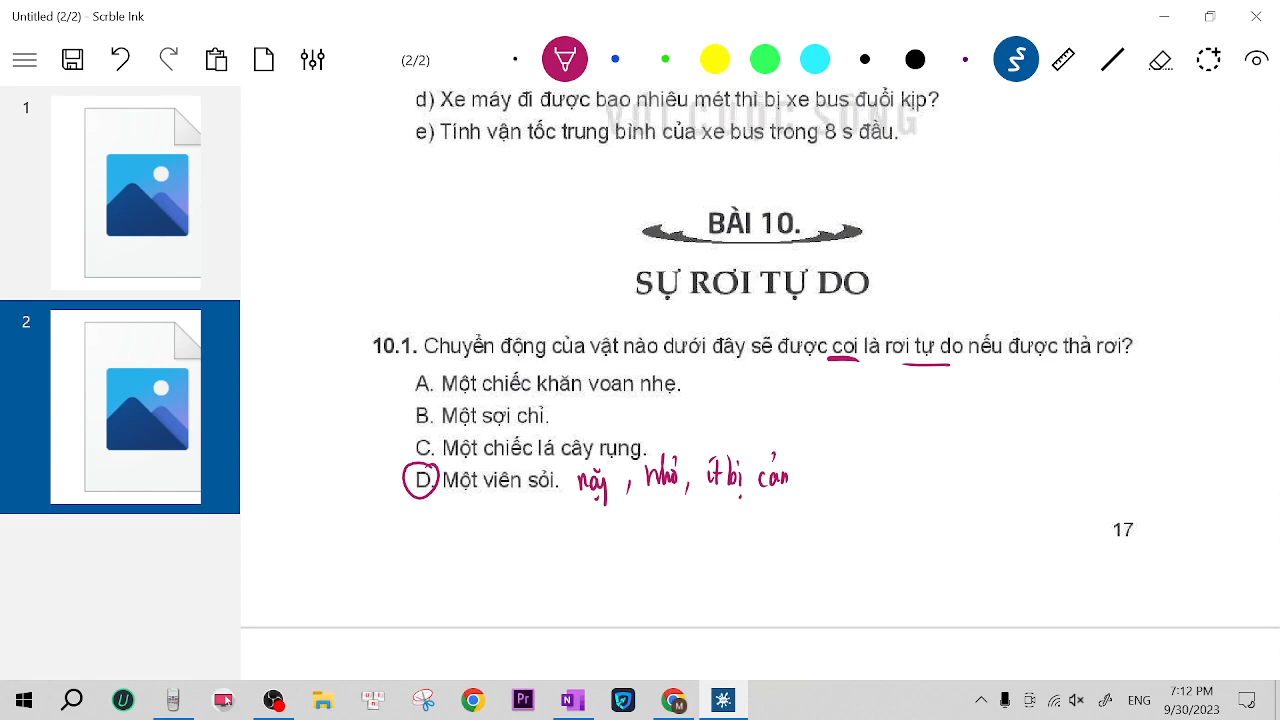 Untitled (2/2) - Scrble Ink
(2/2)
1
2
d) Xe máy đi được bao nhiêu mét thì bị xe bus đuổi kịp?
VỚI CUỘC SỐNG
e) Tính vận tốc trung bình của xe bus trong 8 s đầu.
BÀI 10.
SỰ RƠI TỰ DO
10.1. Chuyển động của vật nào dưới đây sẽ được coi là rơi tự do nếu được thả rơi?
A. Một chiếc khăn voan nhẹ.
B. Một sợi chỉ.
C. Một chiếc lá cây rụng.
D. Một viên sỏi. nặng, nhỏ, ít bị cản
17
Pr
N
M
ENG
7:12 PM
9/30/2023